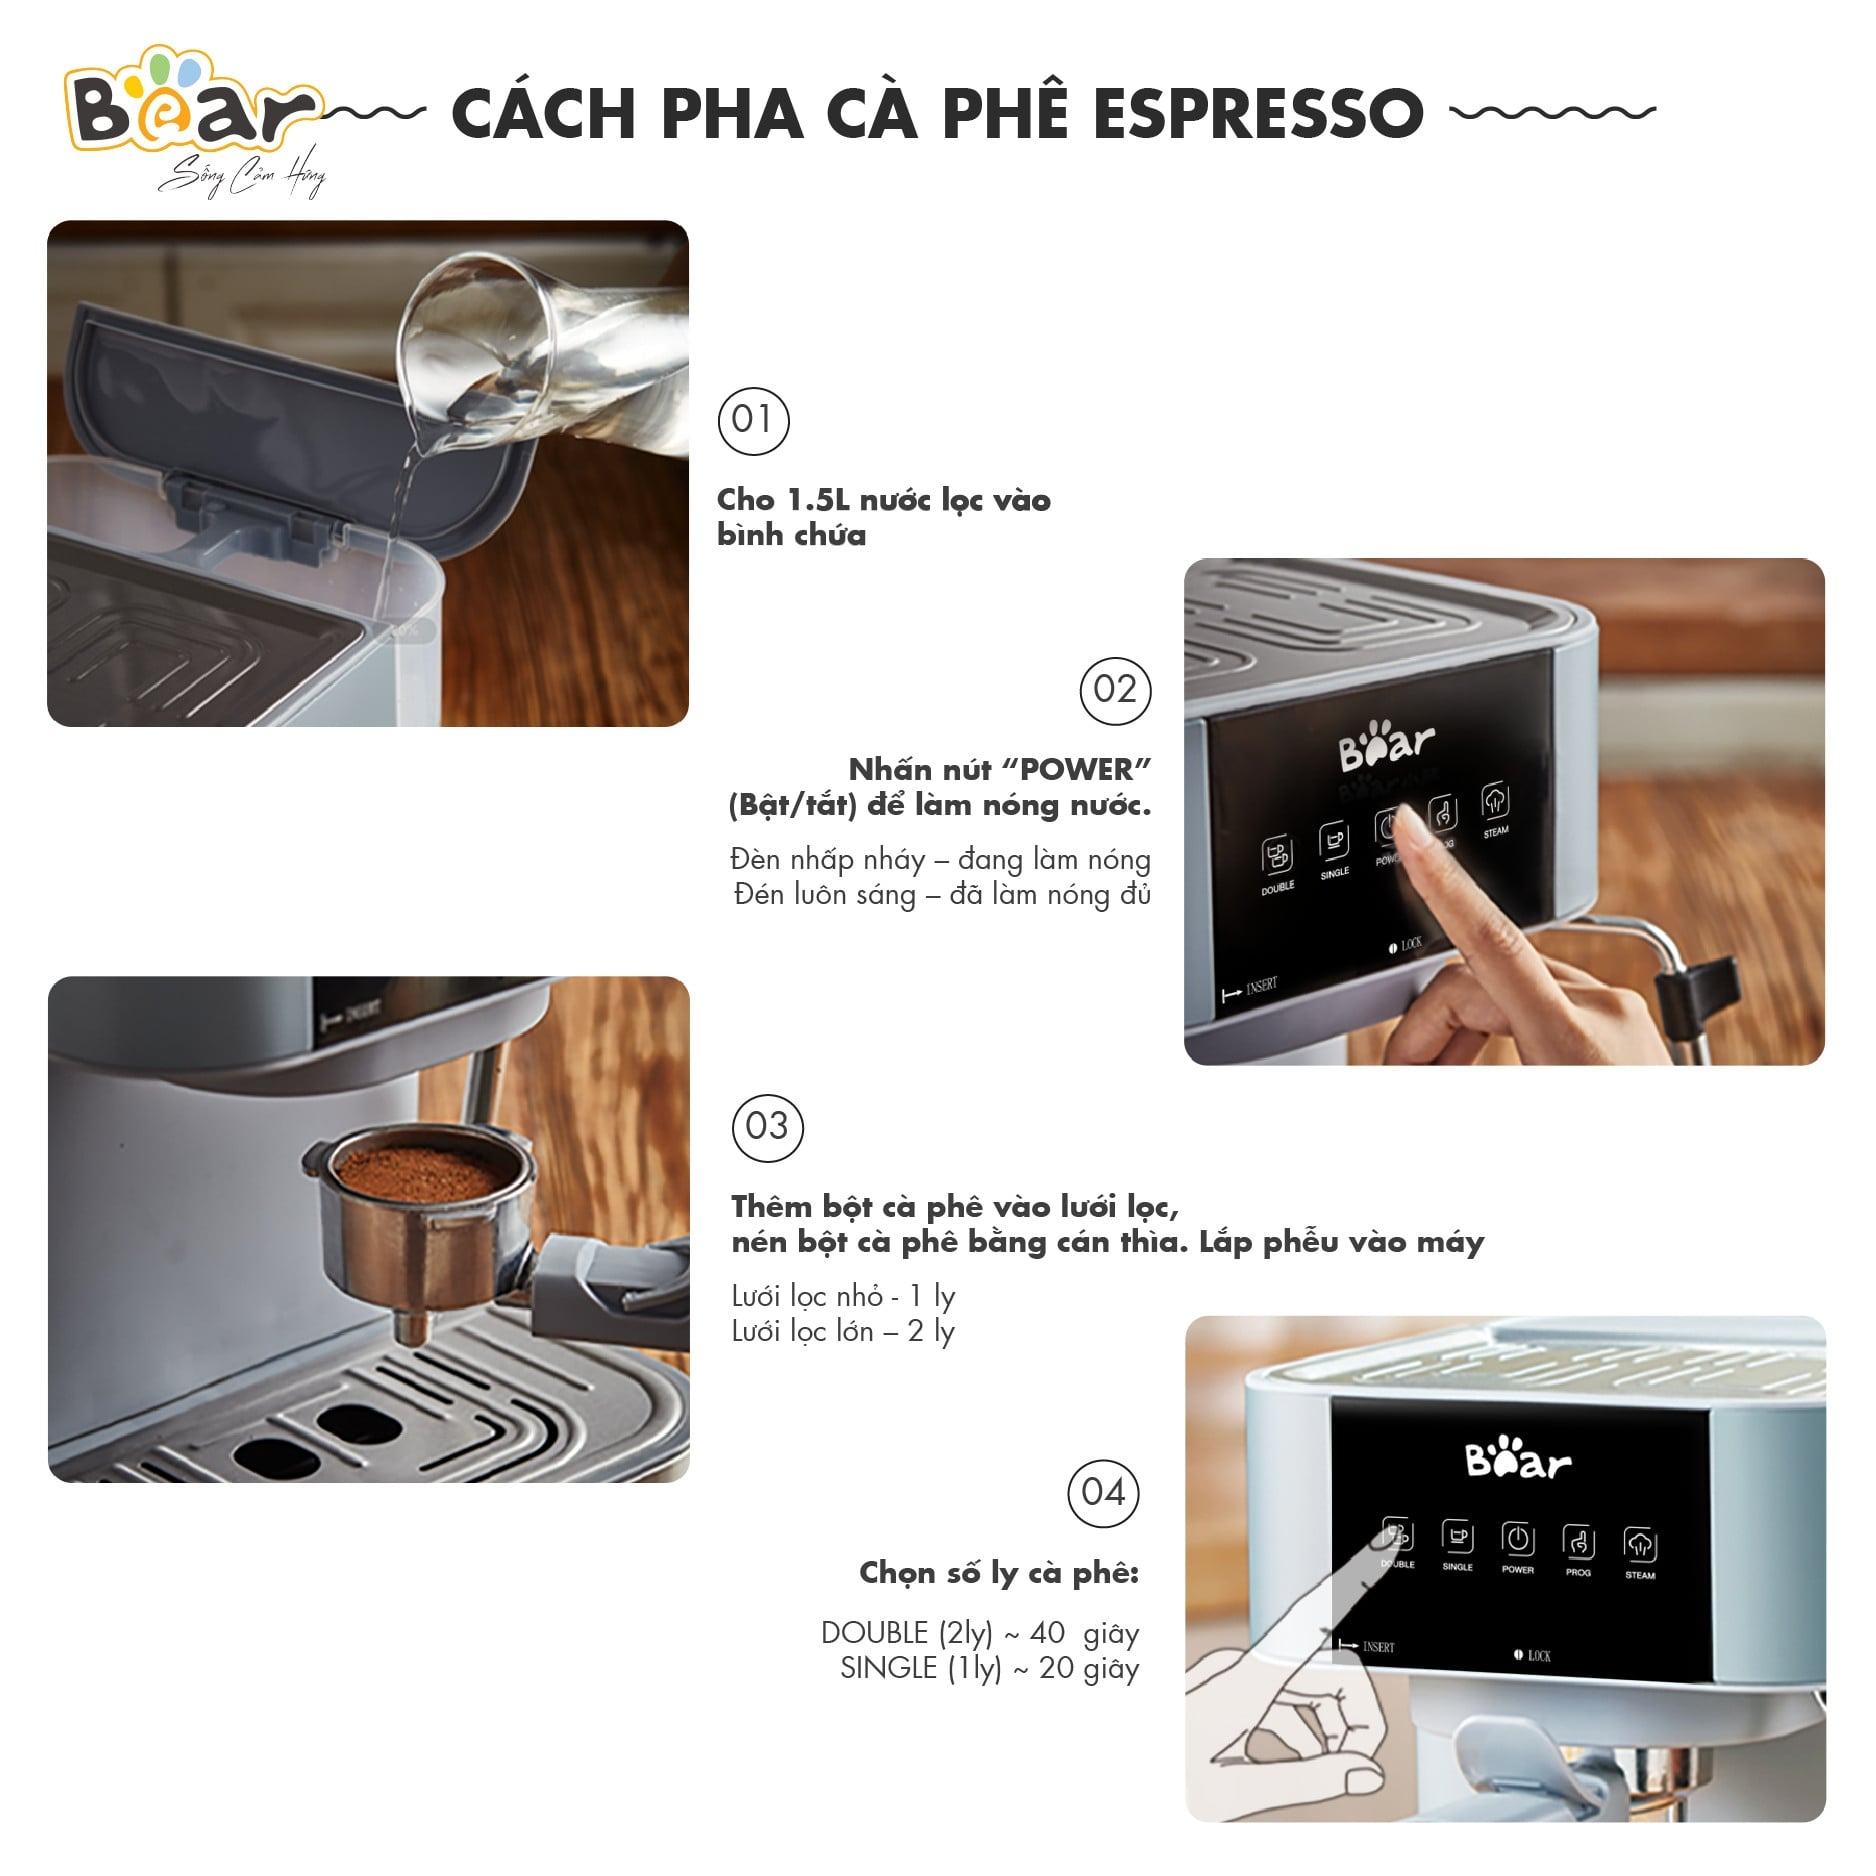 Bear
Sống Cảm Hứng
CÁCH PHA CÀ PHÊ ESPRESSO
01
Cho 1.5L nước lọc vào
bình chứa
02
Nhấn nút “POWER”
(Bật/tắt) để làm nóng nước.
Đèn nhấp nháy – đang làm nóng
Đén luôn sáng – đã làm nóng đủ
Bear
DOUBLE
SINGLE
STEAM
LOCK
INSERT
INSERT
03
Thêm bột cà phê vào lưới lọc,
nén bột cà phê bằng cán thìa. Lắp phễu vào máy
Lưới lọc nhỏ - 1 ly
Lưới lọc lớn – 2 ly
04
Chọn số ly cà phê:
DOUBLE (2ly) ~ 40  giây
SINGLE (1ly) ~ 20 giây
Bear
DOUBLE
SINGLE
POWER
PROG
STEAM
INSERT
LOCK